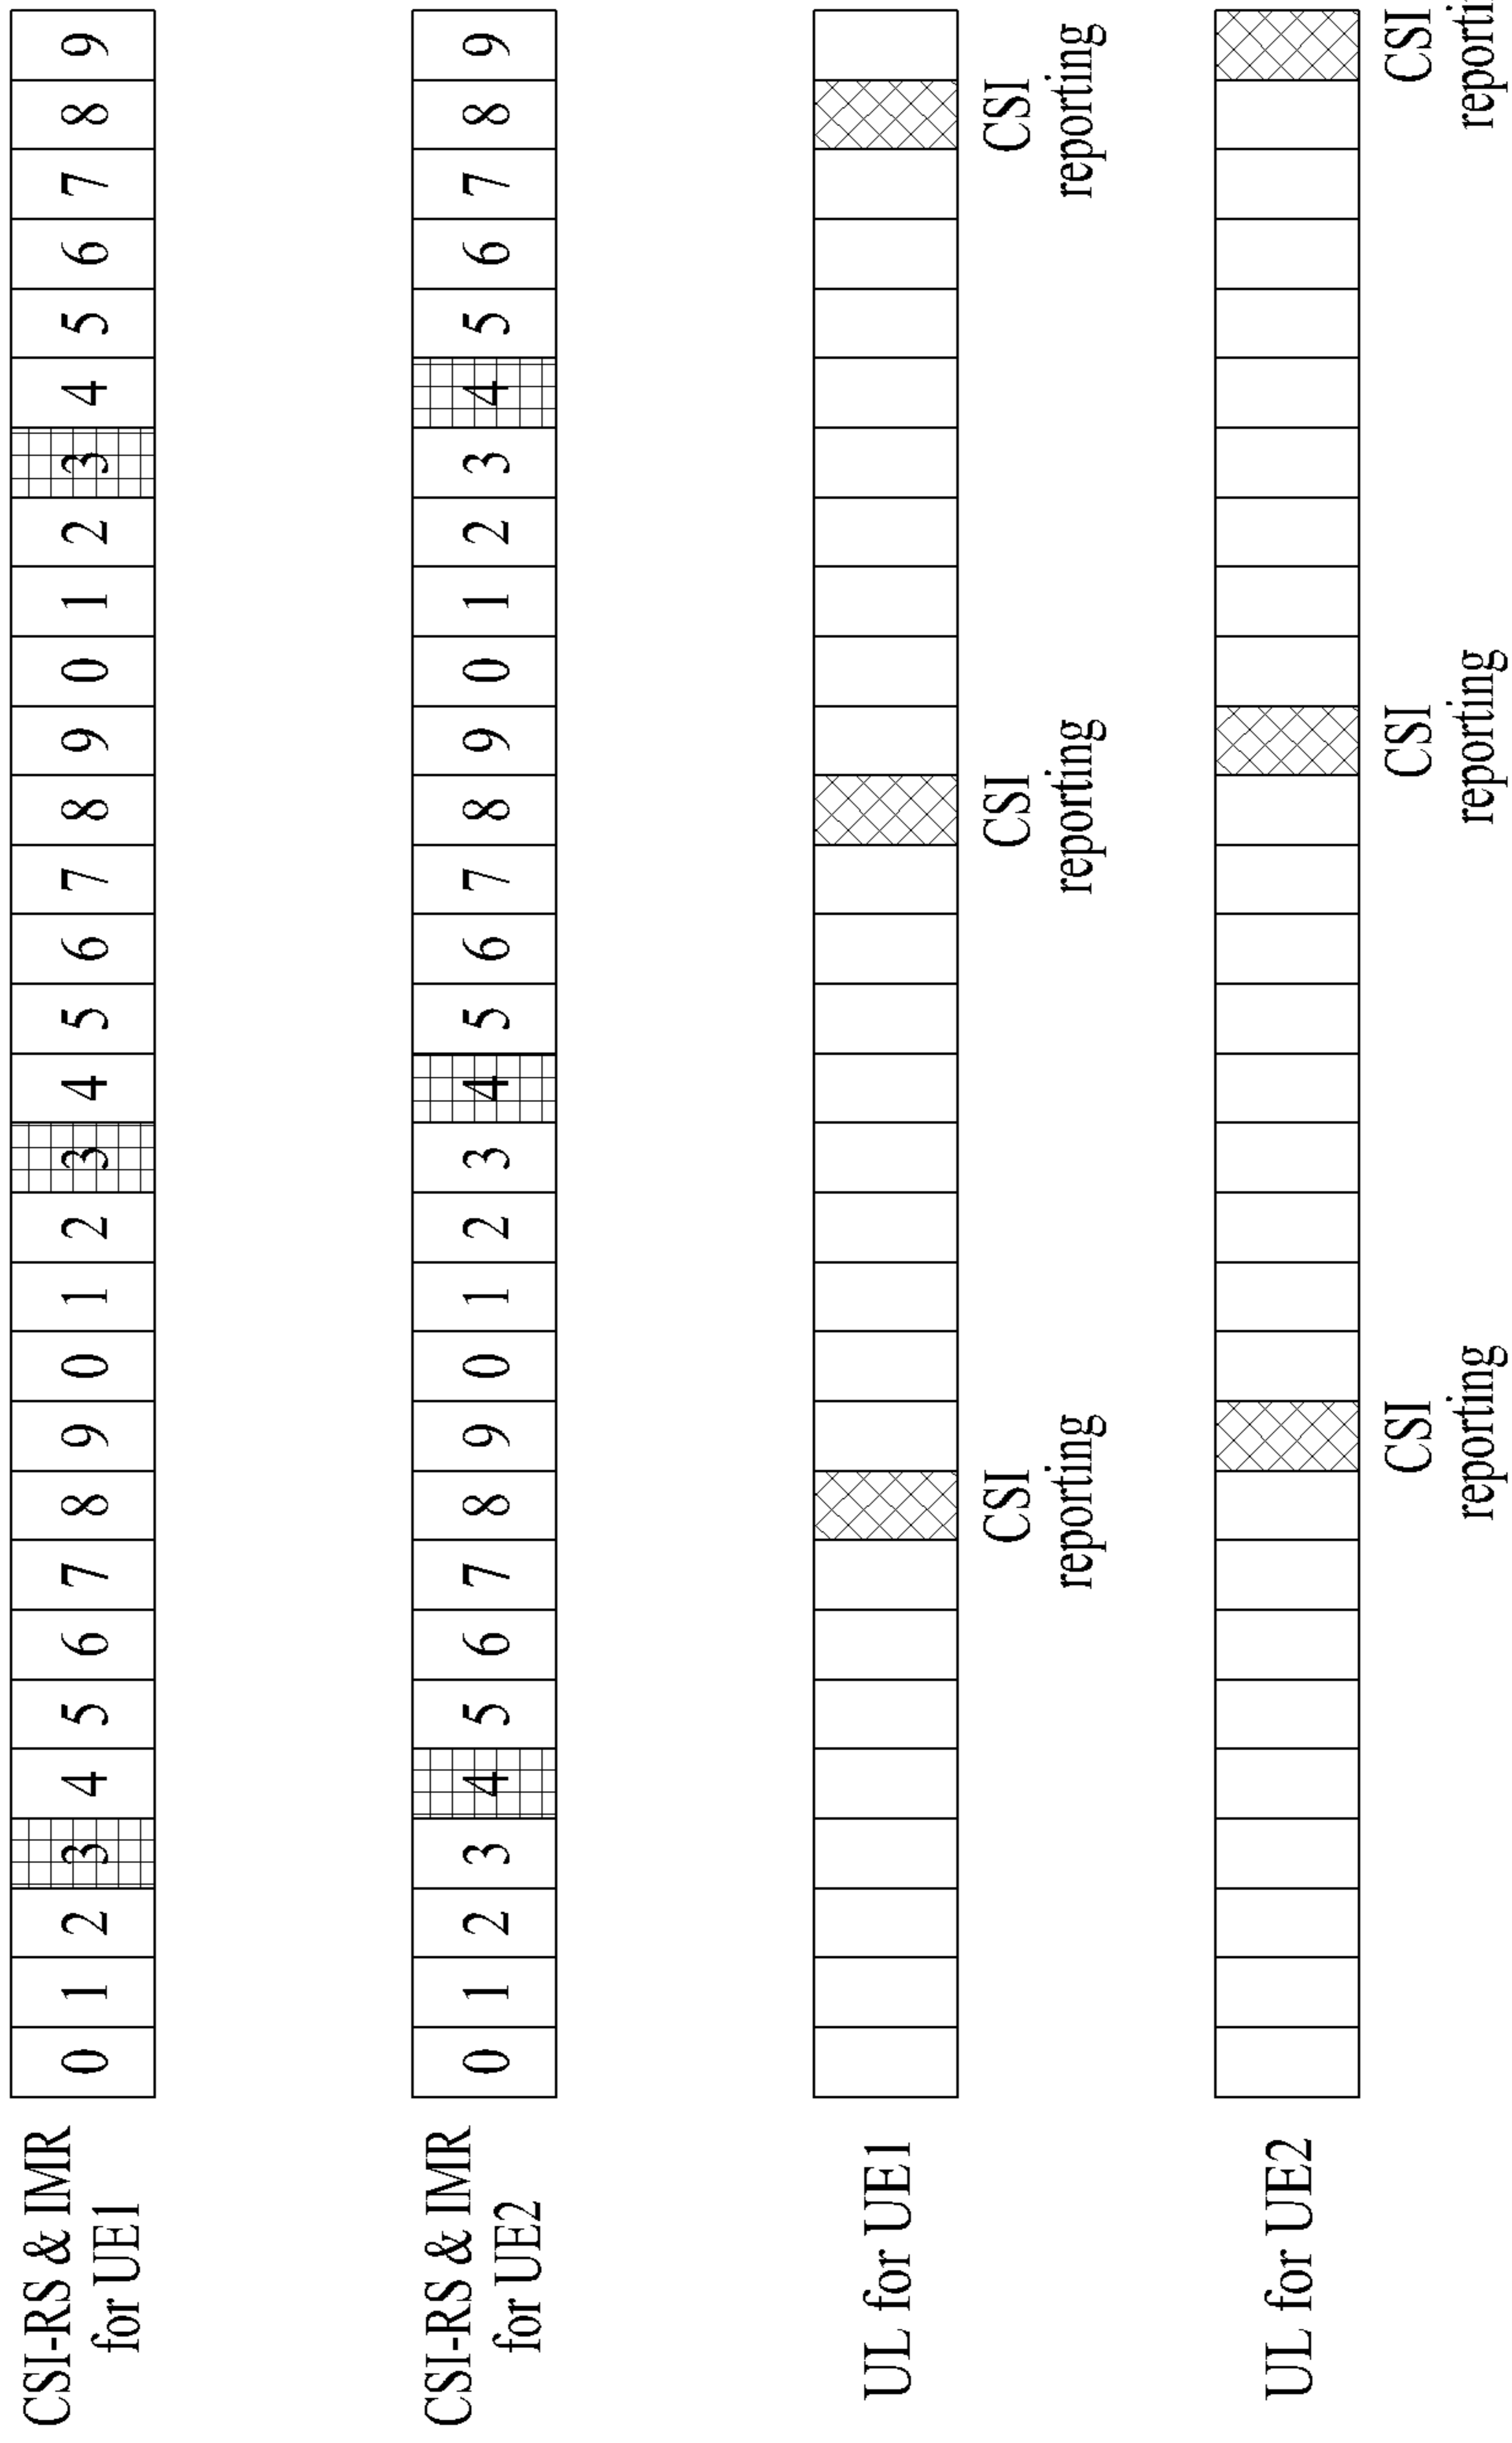 CSI-RS & IMR
for UE1
0 1 2 3 4 5 6 7 8 9 0 1 2 3 4 5 6 7 8 9 0 1 2 3 4 5 6 7 8 9
CSI-RS & IMR
for UE2
0 1 2 3 4 5 6 7 8 9 0 1 2 3 4 5 6 7 8 9 0 1 2 3 4 5 6 7 8 9
UL for UE1
CSI
reporting
CSI
reporting
CSI
reporting
UL for UE2
CSI
reporting
CSI
reporting
CSI